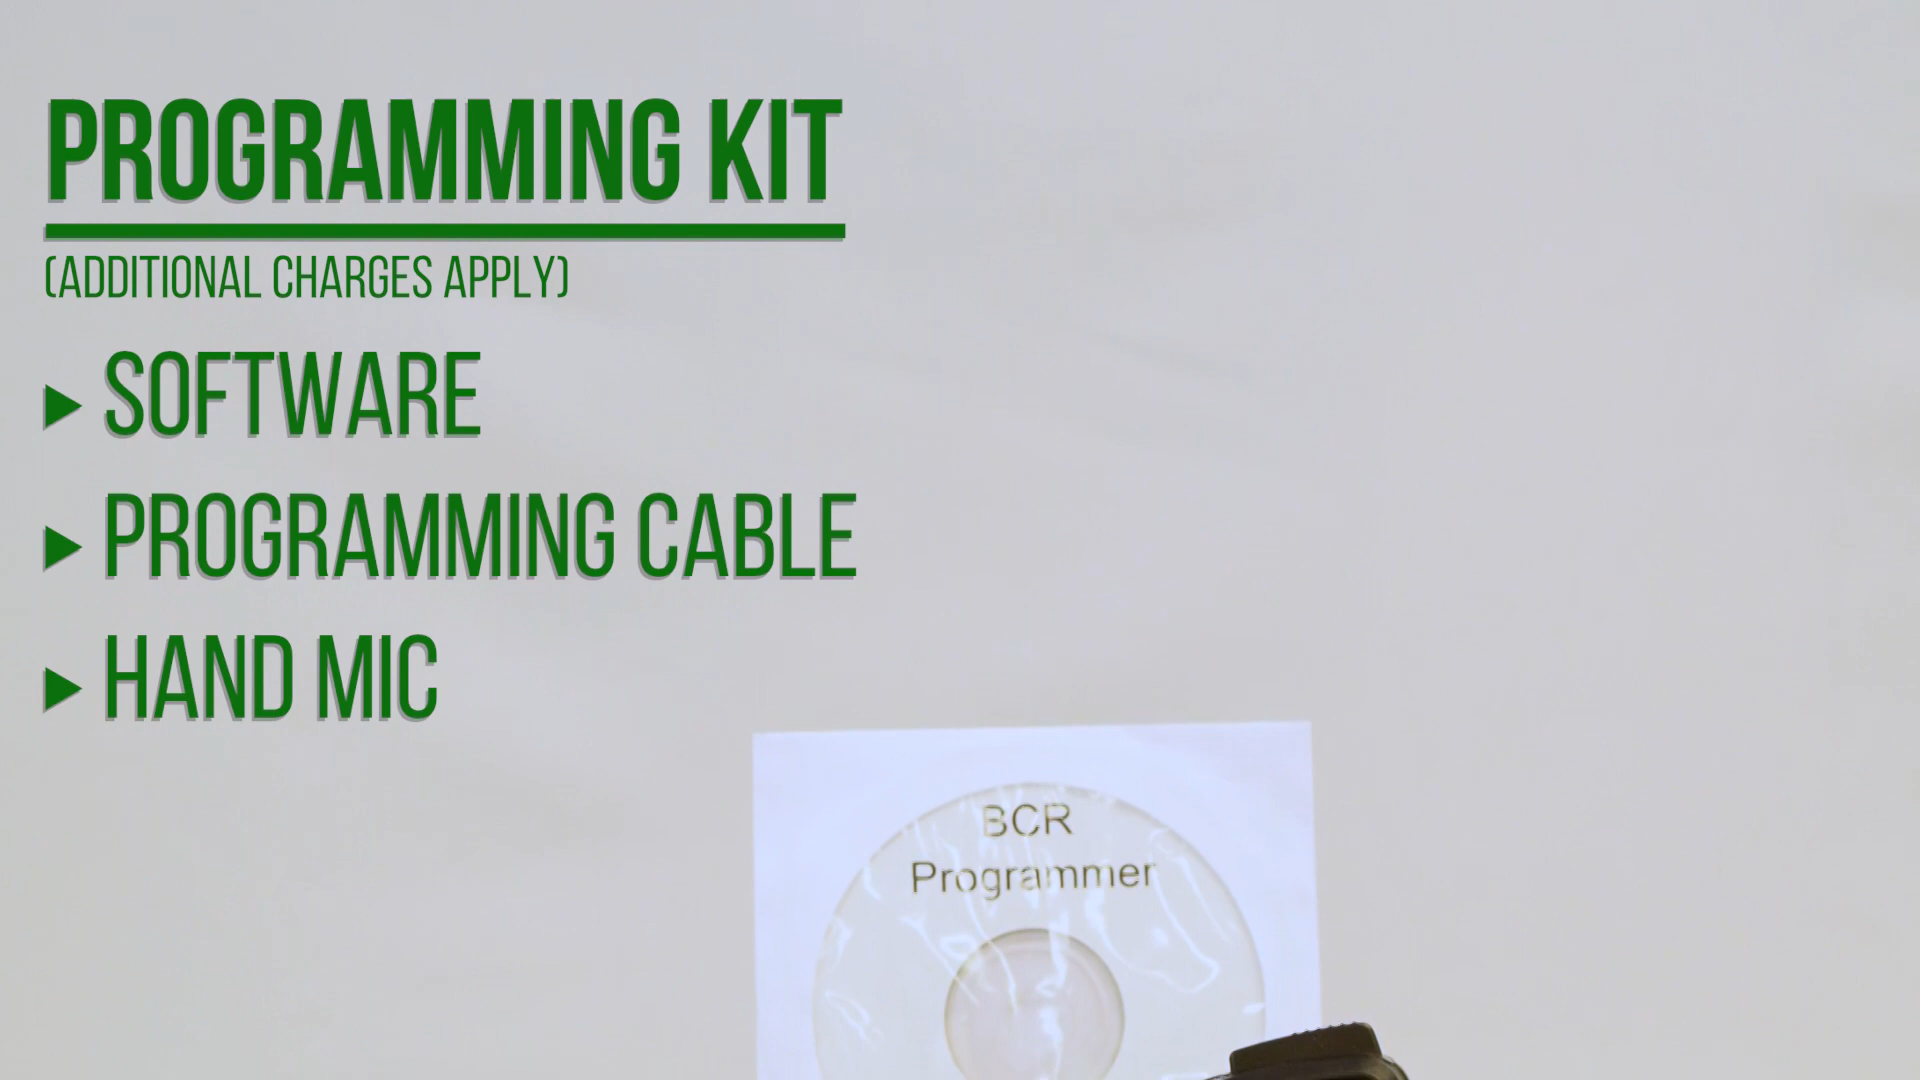 PROGRAMMING KIT
(ADDITIONAL CHARGES APPLY)
SOFTWARE
PROGRAMMING CABLE
HAND MIC
BCR
Programmer